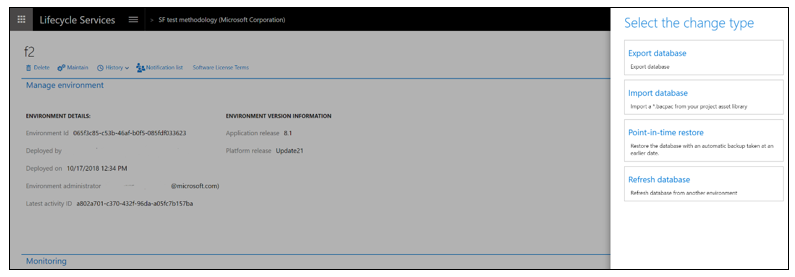 Lifecycle Services
› SF test methodology (Microsoft Corporation)
f2
Delete Maintain History Notification list Software License Terms
Manage environment
ENVIRONMENT DETAILS:
Environment Id 065f3c85-c53b-46af-b0f5-085fdf033623
Deployed by
Deployed on 10/17/2018 12:34 PM
Environment administrator @microsoft.com)
Latest activity ID a802a701-c370-432f-96da-a05fc7b157ba
ENVIRONMENT VERSION INFORMATION
Application release 8.1
Platform release Update21
Monitoring
Select the change type
Export database
Export database
Import database
Import a *.bacpac from your project asset library
Point-in-time restore
Restore the database with an automatic backup taken at an
earlier date.
Refresh database
Refresh database from another environment